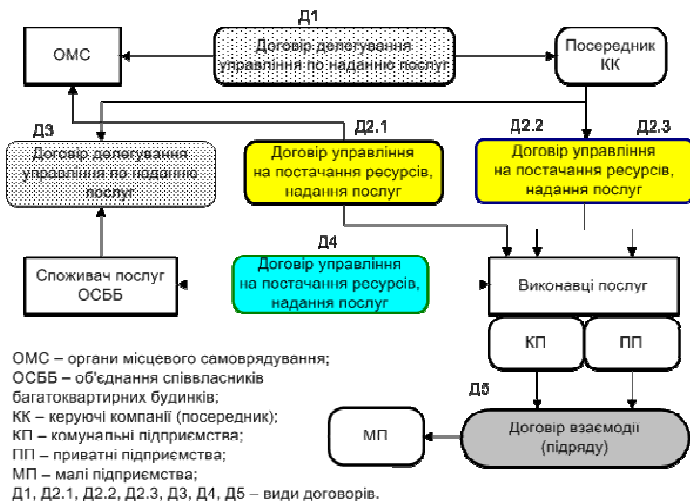 Д1
ОМС
Договір делегування
управління по наданню
послуг
Посередник
КК
Д3
Д2.1
Д2.2
Д2.3
Договір делегування
управління по наданню
послуг
Договір управління
на постачання ресурсів,
надання послуг
Договір управління
на постачання ресурсів,
надання послуг
Д4
Споживач послуг
ОСББ
Договір управління
на постачання ресурсів,
надання послуг
Виконавці послуг
КП
ПП
ОМС – органи місцевого самоврядування;
ОСББ – об'єднання співвласників
багатоквартирних будинків;
КК – керуючі компанії (посередник);
КП – комунальні підприємства;
ПП – приватні підприємства;
МП – малі підприємства;
Д1, Д2.1, Д2.2, Д2.3, Д3, Д4, Д5 – види договорів.
Д5
МП
Договір взаємодії
(підряду)